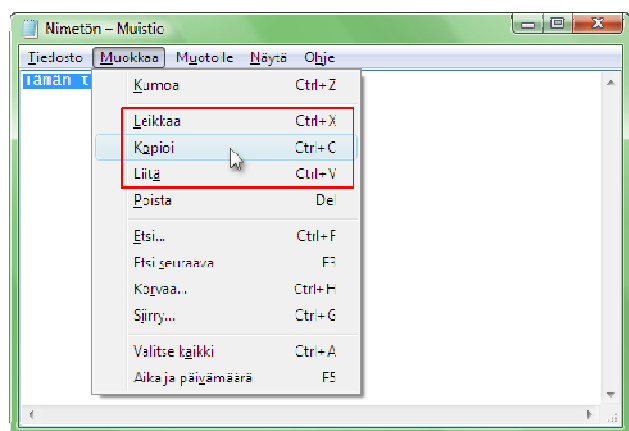 Nimetön – Muistio
Tiedosto Muokkaa Muotoile Näytä Ohje
Tämän t
Kumoa Ctrl+Z
Leikkaa Ctrl+X
Kopioi Ctrl+C
Liitä Ctrl+V
Poista Del
Etsi... Ctrl+F
Etsi seuraava F3
Korvaa... Ctrl+H
Siirry... Ctrl+G
Valitse kaikki Ctrl+A
Aika ja päivämäärä F5